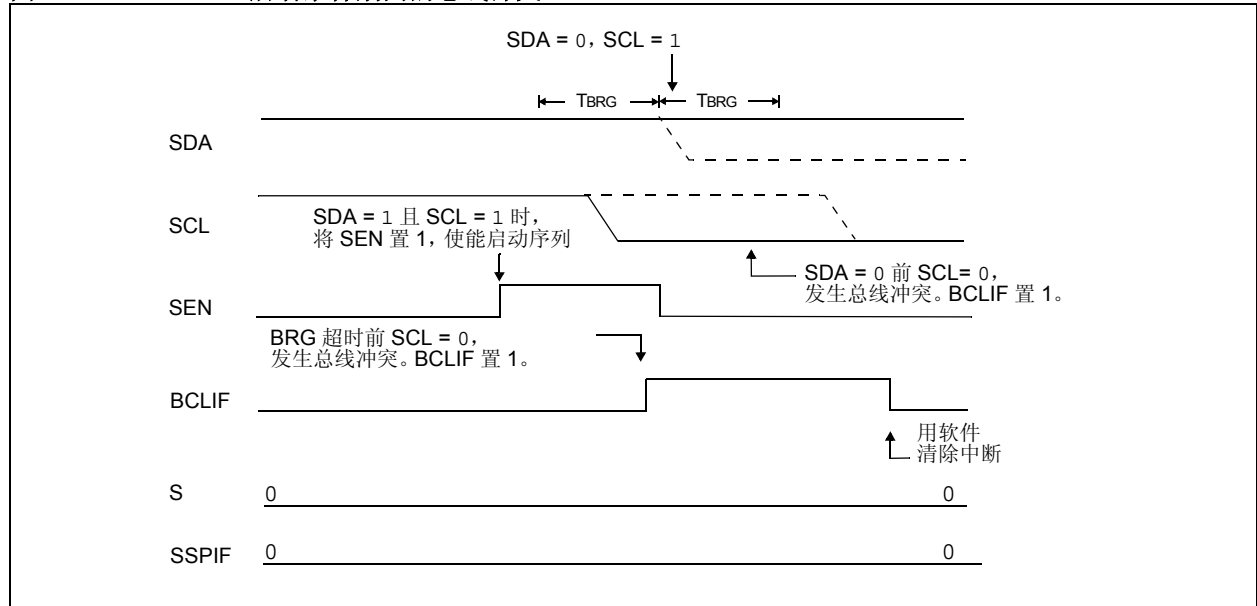 SDA = 0, SCL = 1
TBRG
TBRG
SDA
SCL
SDA = 1 且 SCL = 1 时,
将 SEN 置 1, 使能启动序列
SDA = 0 前 SCL= 0,
发生总线冲突。BCLIF 置 1。
SEN
BRG 超时前 SCL = 0,
发生总线冲突。BCLIF 置 1。
BCLIF
用软件
清除中断
S
0
0
SSPIF
0
0